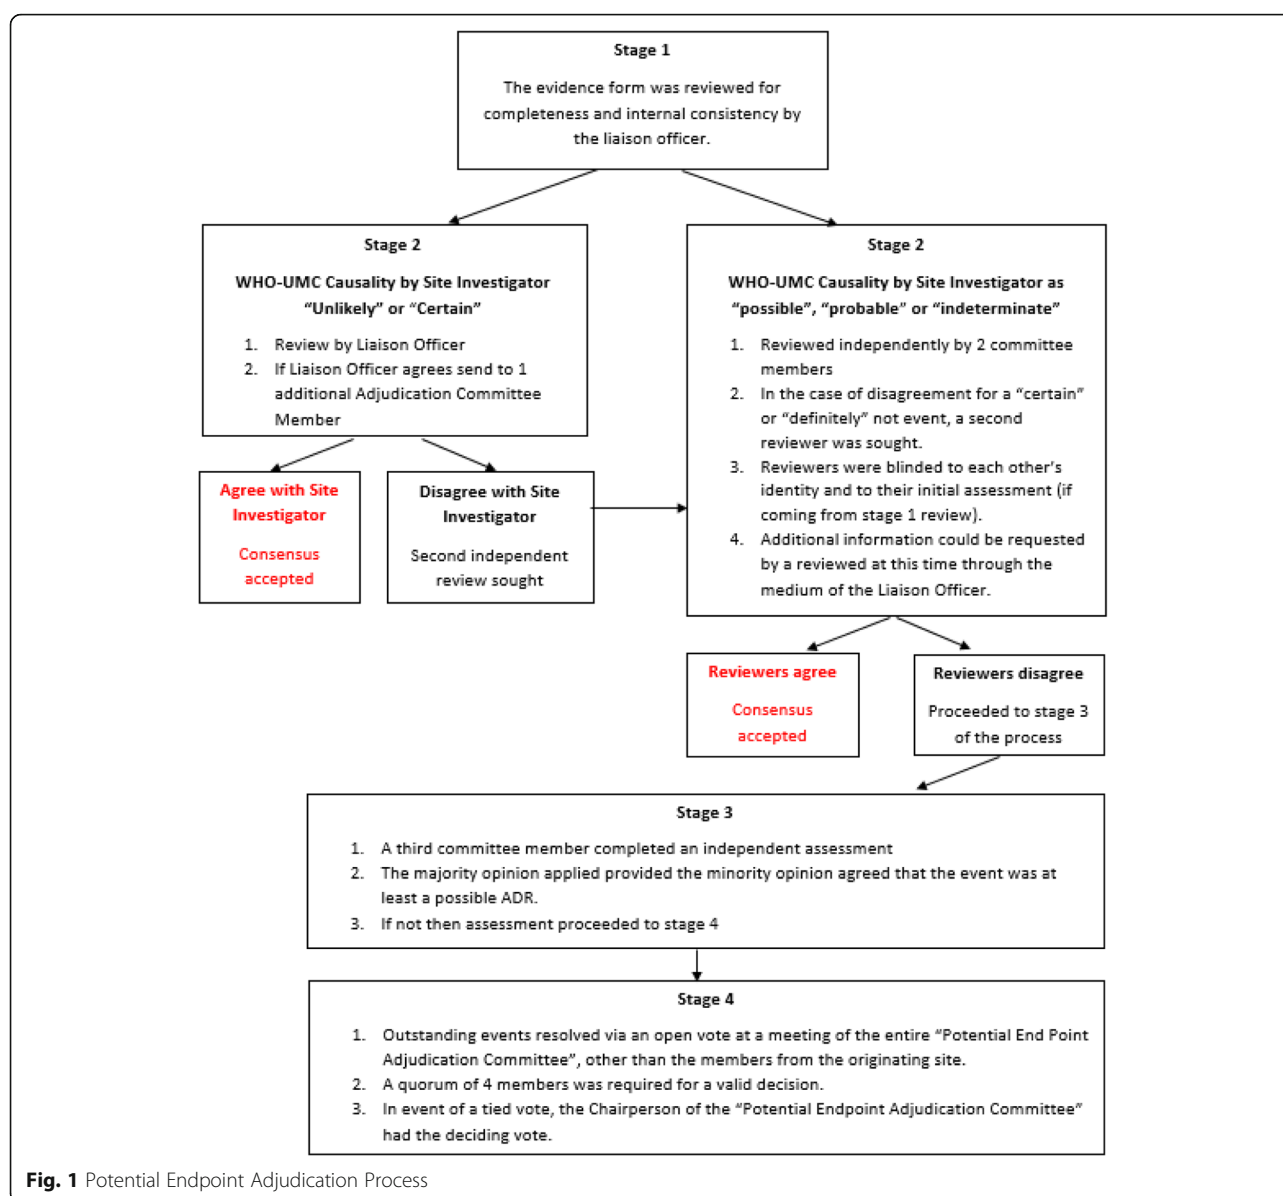 Stage 1
The evidence form was reviewed for
completeness and internal consistency by
the liaison officer.
Stage 2
WHO-UMC Causality by Site Investigator
“Unlikely” or “Certain”
1. Review by Liaison Officer
2. If Liaison Officer agrees send to 1
additional Adjudication Committee
Member
Agree with Site
Investigator
Consensus
accepted
Disagree with Site
Investigator
Second independent
review sought
Stage 2
WHO-UMC Causality by Site Investigator as
“possible”, “probable” or “indeterminate”
1. Reviewed independently by 2 committee
members
2. In the case of disagreement for a “certain”
or “definitely” not event, a second
reviewer was sought.
3. Reviewers were blinded to each other’s
identity and to their initial assessment (if
coming from stage 1 review).
4. Additional information could be requested
by a reviewed at this time through the
medium of the Liaison Officer.
Reviewers agree
Consensus
accepted
Reviewers disagree
Proceeded to stage 3
of the process
Stage 3
1. A third committee member completed an independent assessment
2. The majority opinion applied provided the minority opinion agreed that the event was at
least a possible ADR.
3. If not then assessment proceeded to stage 4
Stage 4
1. Outstanding events resolved via an open vote at a meeting of the entire “Potential End Point
Adjudication Committee”, other than the members from the originating site.
2. A quorum of 4 members was required for a valid decision.
3. In event of a tied vote, the Chairperson of the “Potential Endpoint Adjudication Committee”
had the deciding vote.
Fig. 1 Potential Endpoint Adjudication Process